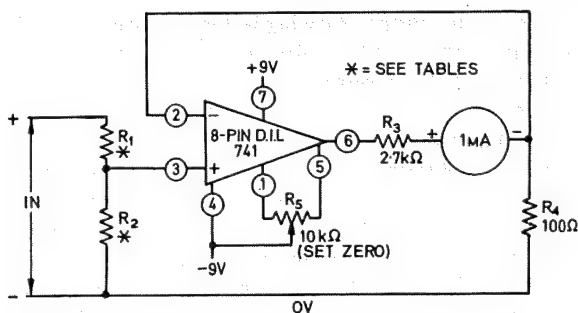 +9V
* = SEE TABLES
7
2
-
8-PIN D.I.L
741
6
R3
2·7kΩ
+
1mA
-
+
R1
*
3
+
5
1
IN
R2
*
4
R5
10kΩ
(SET ZERO)
R4
100Ω
-9V
-
0V